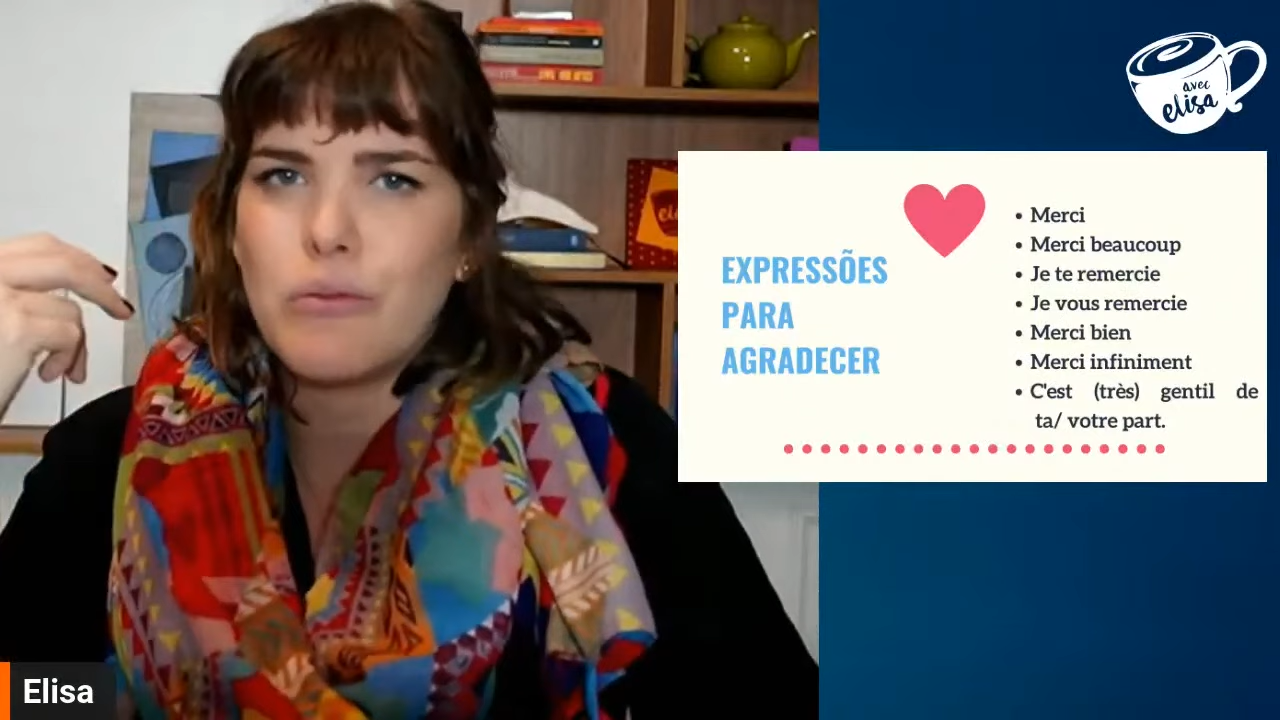 avec
elisa
EXPRESSÕES
PARA
AGRADECER
• Merci
• Merci beaucoup
• Je te remercie
• Je vous remercie
• Merci bien
• Merci infiniment
• C'est (très) gentil de
ta/ votre part.
Elisa